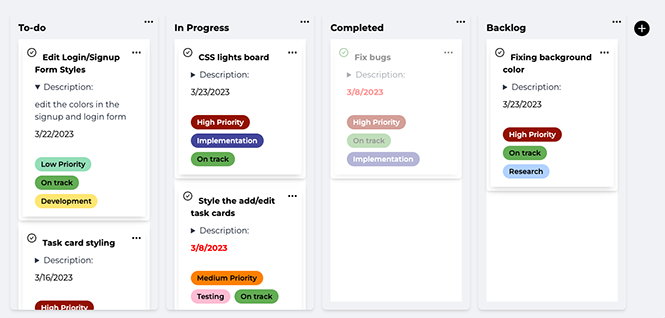 To-do
Edit Login/Signup
Form Styles
Description:
edit the colors in the
signup and login form
3/22/2023
Low Priority
On track
Development
Task card styling
Description:
3/16/2023
High Priority
In Progress
CSS lights board
Description:
3/23/2023
High Priority
Implementation
On track
Style the add/edit
task cards
Description:
3/8/2023
Medium Priority
Testing On track
Completed
Fix bugs
Description:
3/8/2023
High Priority
On track
Implementation
Backlog
Fixing background
color
Description:
3/23/2023
High Priority
On track
Research